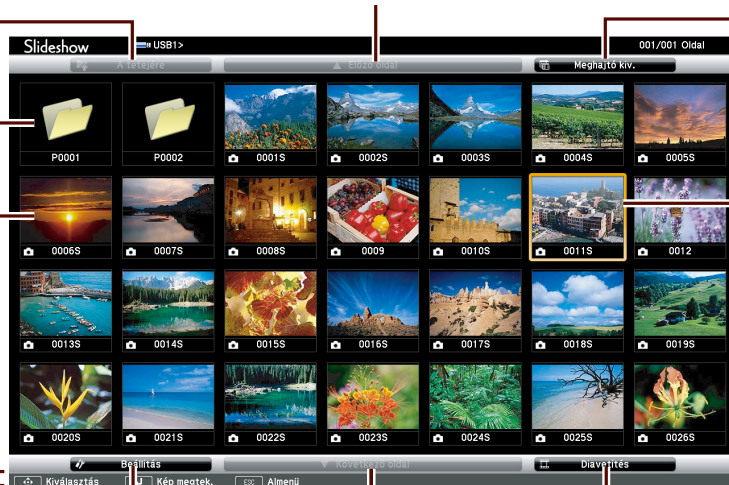 Slideshow USB1> 001/001 Oldal
A tetejére Előző oldal Meghajtó kiv.
P0001 P0002 0001S 0002S 0003S 0004S 0005S
0006S 0007S 0008S 0009 0010S 0011S 0012
0013S 0014S 0015S 0016S 0017S 0018S 0019S
0020S 0021S 0022S 0023S 0024S 0025S 0026S
Beállítás Következő oldal Diavetítés
Kiválasztás Kép megtek. ESC Almenü